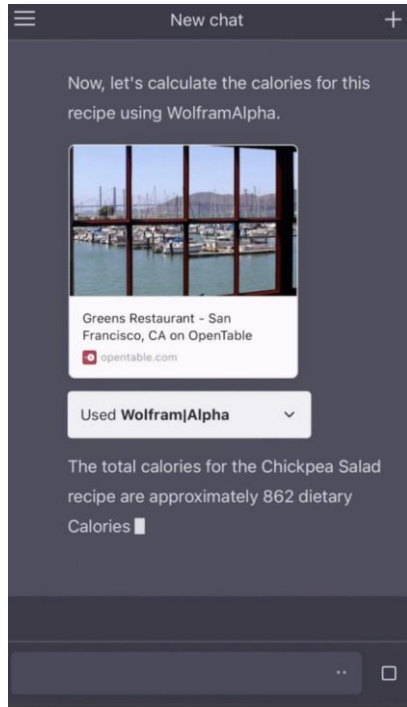 New chat
Now, let's calculate the calories for this
recipe using WolframAlpha.
Greens Restaurant - San
Francisco, CA on OpenTable
opentable.com
Used Wolfram|Alpha
The total calories for the Chickpea Salad
recipe are approximately 862 dietary
Calories